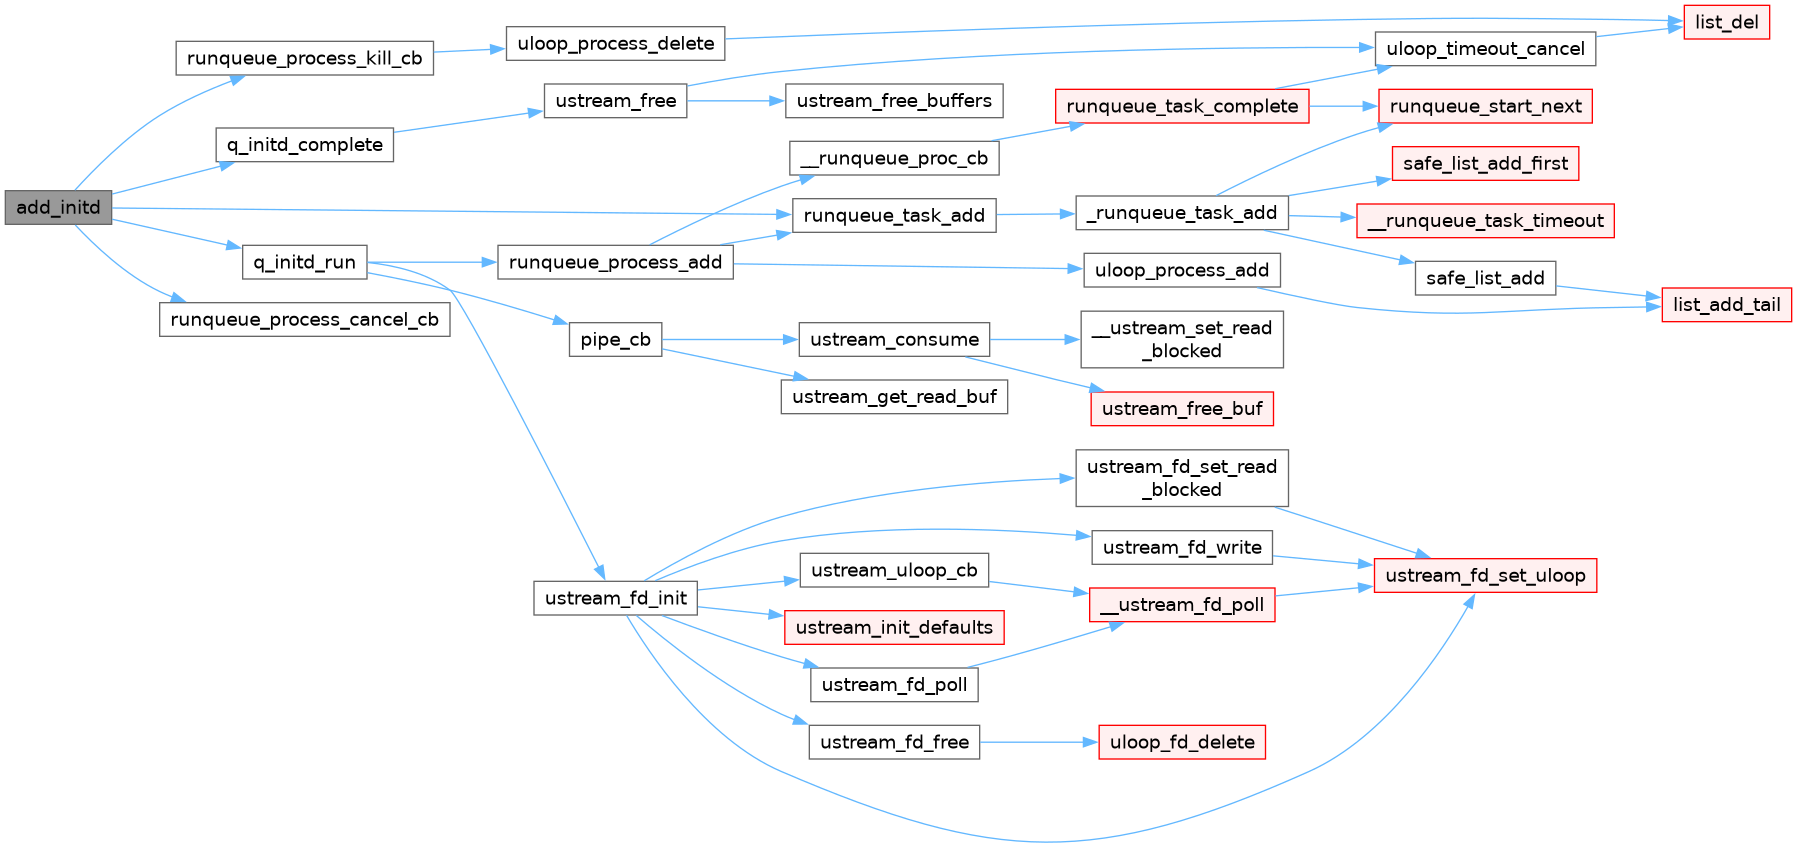 add_initd
runqueue_process_kill_cb
uloop_process_delete
list_del
q_initd_complete
ustream_free
uloop_timeout_cancel
ustream_free_buffers
runqueue_task_add
_runqueue_task_add
runqueue_start_next
safe_list_add_first
__runqueue_task_timeout
safe_list_add
list_add_tail
q_initd_run
runqueue_process_add
__runqueue_proc_cb
runqueue_task_complete
uloop_process_add
pipe_cb
ustream_consume
__ustream_set_read
_blocked
ustream_free_buf
ustream_get_read_buf
ustream_fd_init
ustream_fd_set_read
_blocked
ustream_fd_set_uloop
ustream_fd_write
ustream_uloop_cb
__ustream_fd_poll
ustream_init_defaults
ustream_fd_poll
ustream_fd_free
uloop_fd_delete
runqueue_process_cancel_cb